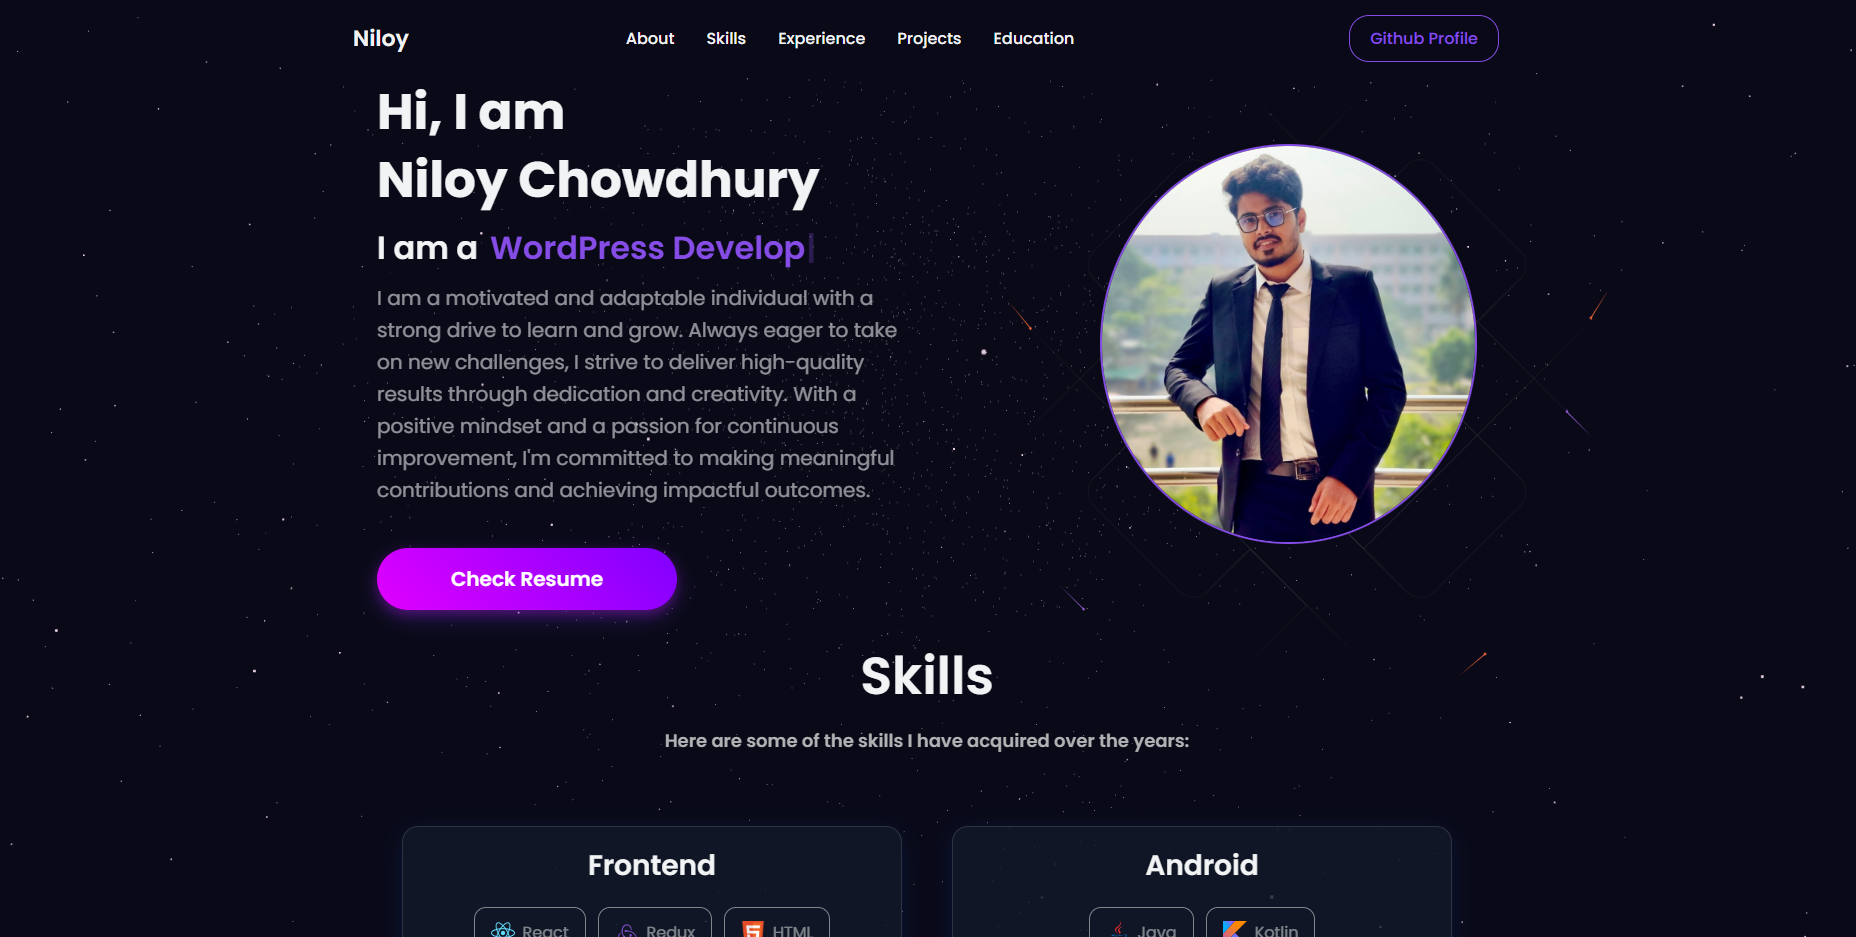 Niloy
About Skills Experience Projects Education
Github Profile
Hi, I am
Niloy Chowdhury
I am a WordPress Develop
I am a motivated and adaptable individual with a
strong drive to learn and grow. Always eager to take
on new challenges, I strive to deliver high-quality
results through dedication and creativity. With a
positive mindset and a passion for continuous
improvement, I'm committed to making meaningful
contributions and achieving impactful outcomes.
Check Resume
Skills
Here are some of the skills I have acquired over the years:
Frontend
React Redux HTML
Android
Java Kotlin